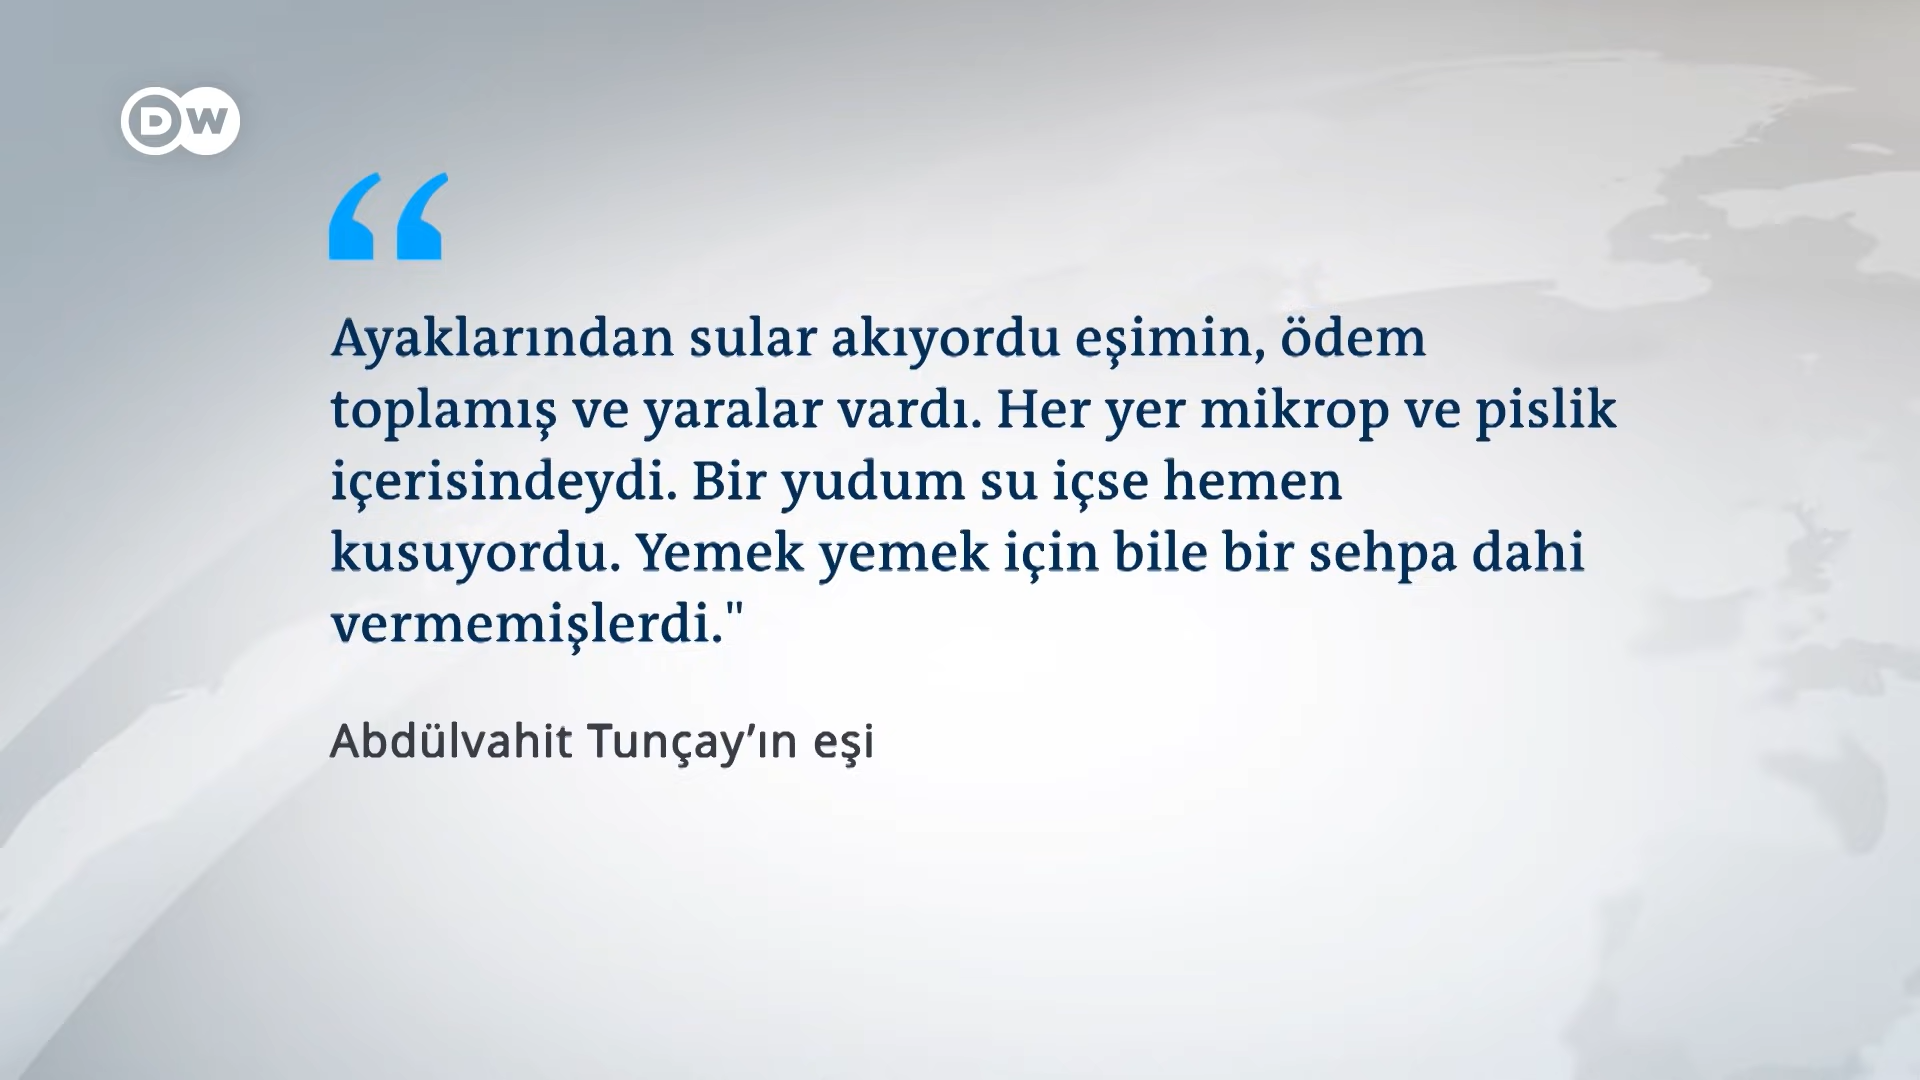 DW
“
Ayaklarından sular akıyordu eşimin, ödem
toplamış ve yaralar vardı. Her yer mikrop ve pislik
içerisindeydi. Bir yudum su içse hemen
kusuyordu. Yemek yemek için bile bir sehpa dahi
vermemişlerdi."
Abdülvahit Tunçay’ın eşi